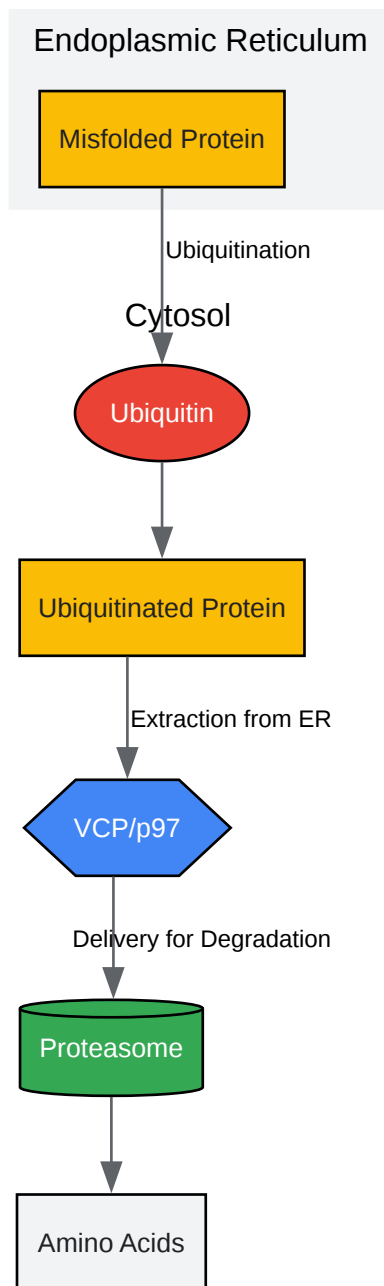 Endoplasmic Reticulum
Misfolded Protein
Ubiquitination
Cytosol
Ubiquitin
Ubiquitinated Protein
Extraction from ER
VCP/p97
Delivery for Degradation
Proteasome
Amino Acids